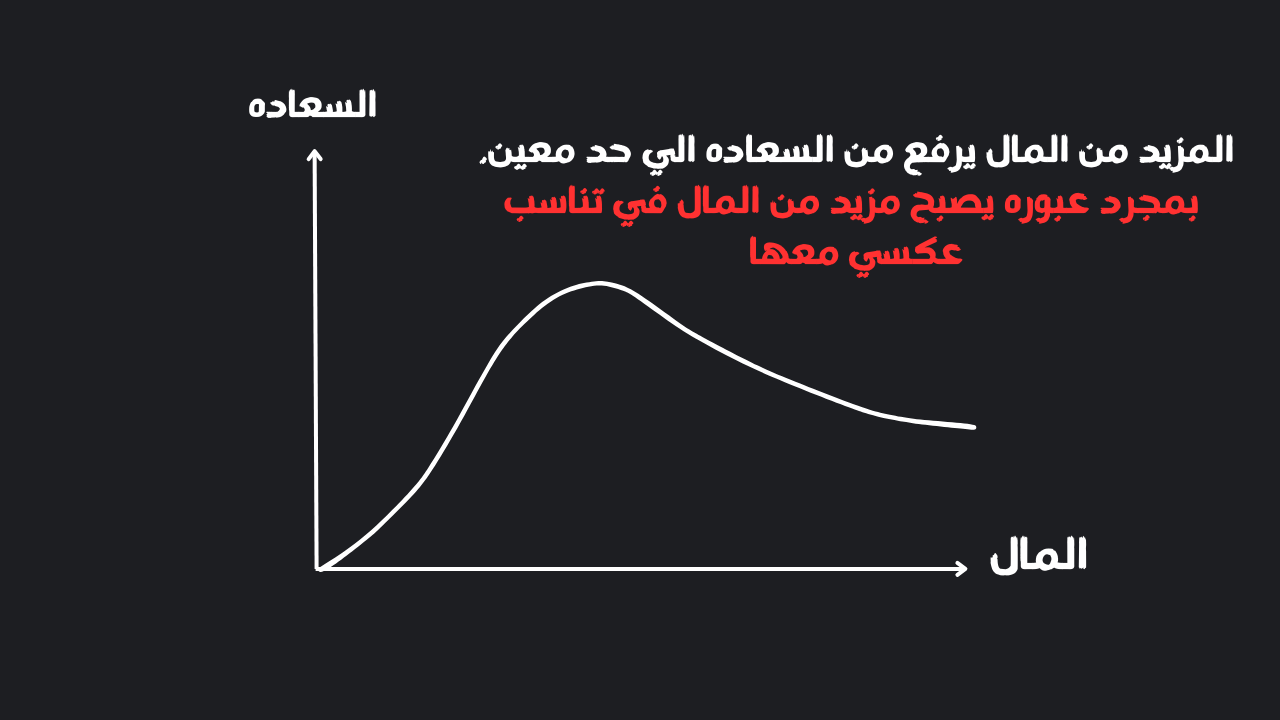 السعاده
المزيد من المال يرفع من السعاده الي حد معين,
بمجرد عبوره يصبح مزيد من المال في تناسب
عكسي معها
المال